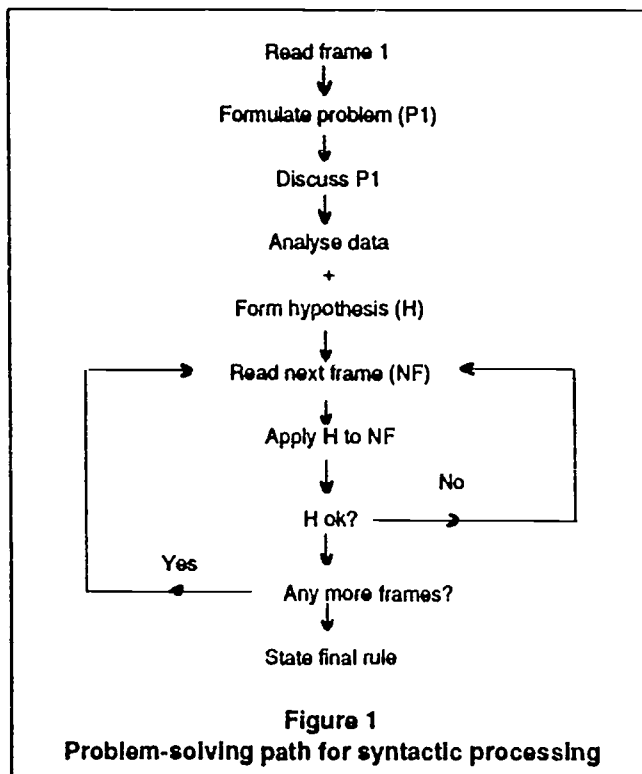 Read frame 1
Formulate problem (P1)
Discuss P1
Analyse data
+
Form hypothesis (H)
Read next frame (NF)
Apply H to NF
No
H ok?
Yes
Any more frames?
State final rule
Figure 1
Problem-solving path for syntactic processing